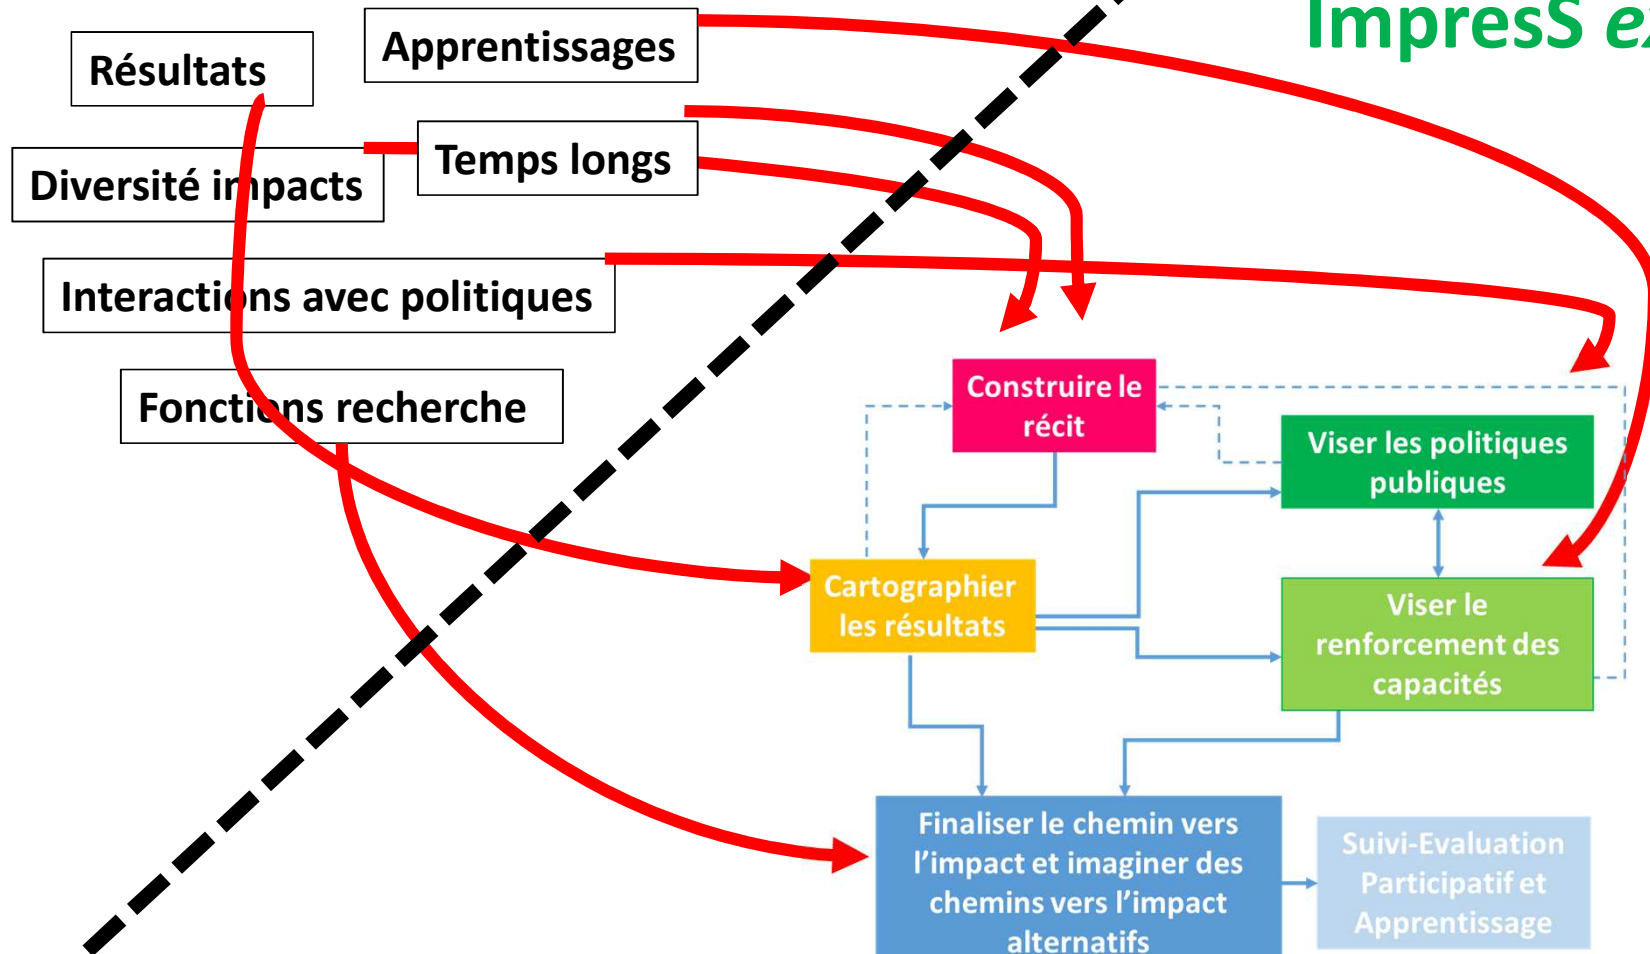 ImpresS
Apprentissages
Résultats
Temps longs
Diversité impacts
Interactions avec politiques
Fonctions recherche
Construire le
récit
Viser les politiques
publiques
Cartographier
les résultats
Viser le
renforcement des
capacités
Finaliser le chemin vers
l'impact et imaginer des
chemins vers l'impact
alternatifs
Suivi-Evaluation
Participatif et
Apprentissage